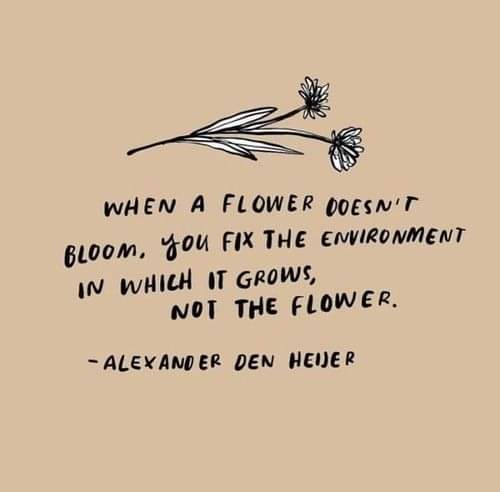 WHEN A FLOWER DOESN'T
BLOOM, YOU FIX THE ENVIRONMENT
IN WHICH IT GROWS,
NOT THE FLOWER.
- ALEXANDER DEN HEIJER